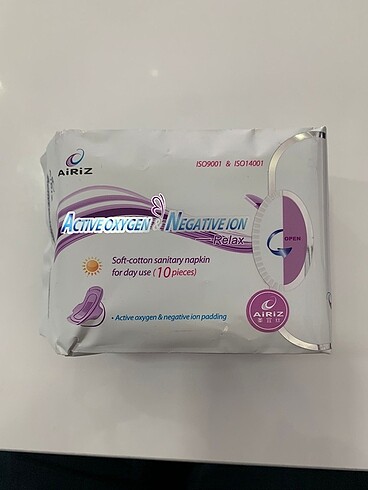 AiRiZ
ISO9001 & ISO14001
ACTIVE OXYGEN & NEGATIVE ION
Relax
OPEN
Soft-cotton sanitary napkin
for day use (10 pieces)
AiRiZ
• Active oxygen & negative ion padding